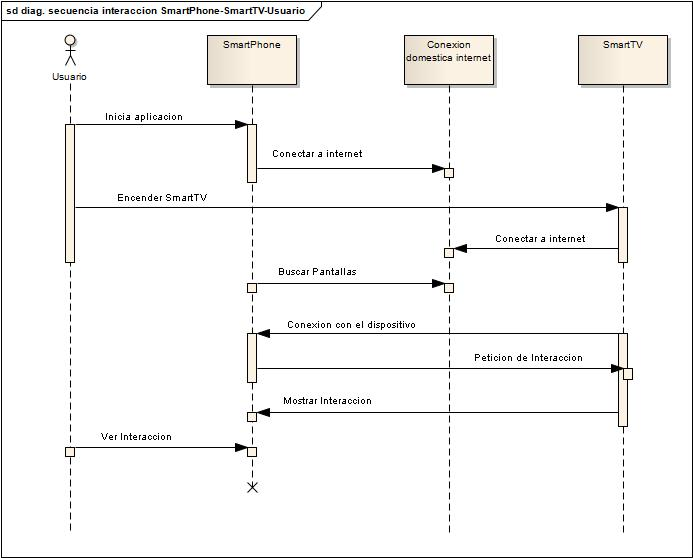 sd diag. secuencia interaccion SmartPhone-SmartTV-Usuario
Usuario
SmartPhone
Conexion
domestica internet
SmartTV
Inicia aplicacion
Conectar a internet
Encender SmartTV
Conectar a internet
Buscar Pantallas
Conexion con el dispositivo
Peticion de Interaccion
Mostrar Interaccion
Ver Interaccion